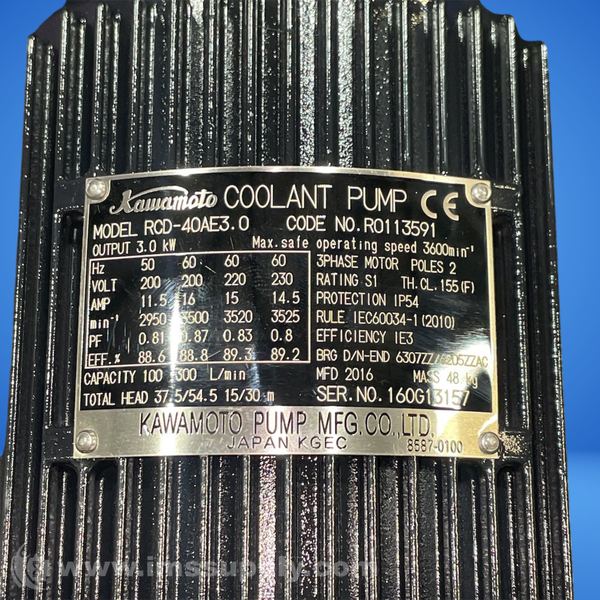 Kawamoto COOLANT PUMP CE
MODEL RCD-40AE3.0 CODE NO. R0113591
OUTPUT 3.0 kW Max. safe operating speed 3600min⁻¹
Hz 50 60 60 60 3PHASE MOTOR POLES 2
VOLT 200 200 220 230 RATING S1 TH. CL. 155 (F)
AMP 11.5 16 15 14.5 PROTECTION IP54
min⁻¹ 2950 3500 3520 3525 RULE IEC60034-1 (2010)
PF 0.81 0.87 0.83 0.8 EFFICIENCY IE3
EFF. % 88.6 88.8 89.3 89.2 BRG D/N-END 6307ZZ/6205ZZAC
CAPACITY 100 300 L/min MFD 2016 MASS 48 kg
TOTAL HEAD 37.5/54.5 15/30 m SER. NO. 160G13157
KAWAMOTO PUMP MFG. CO., LTD.
JAPAN KGEC 8587-0100
www.imssupply.com